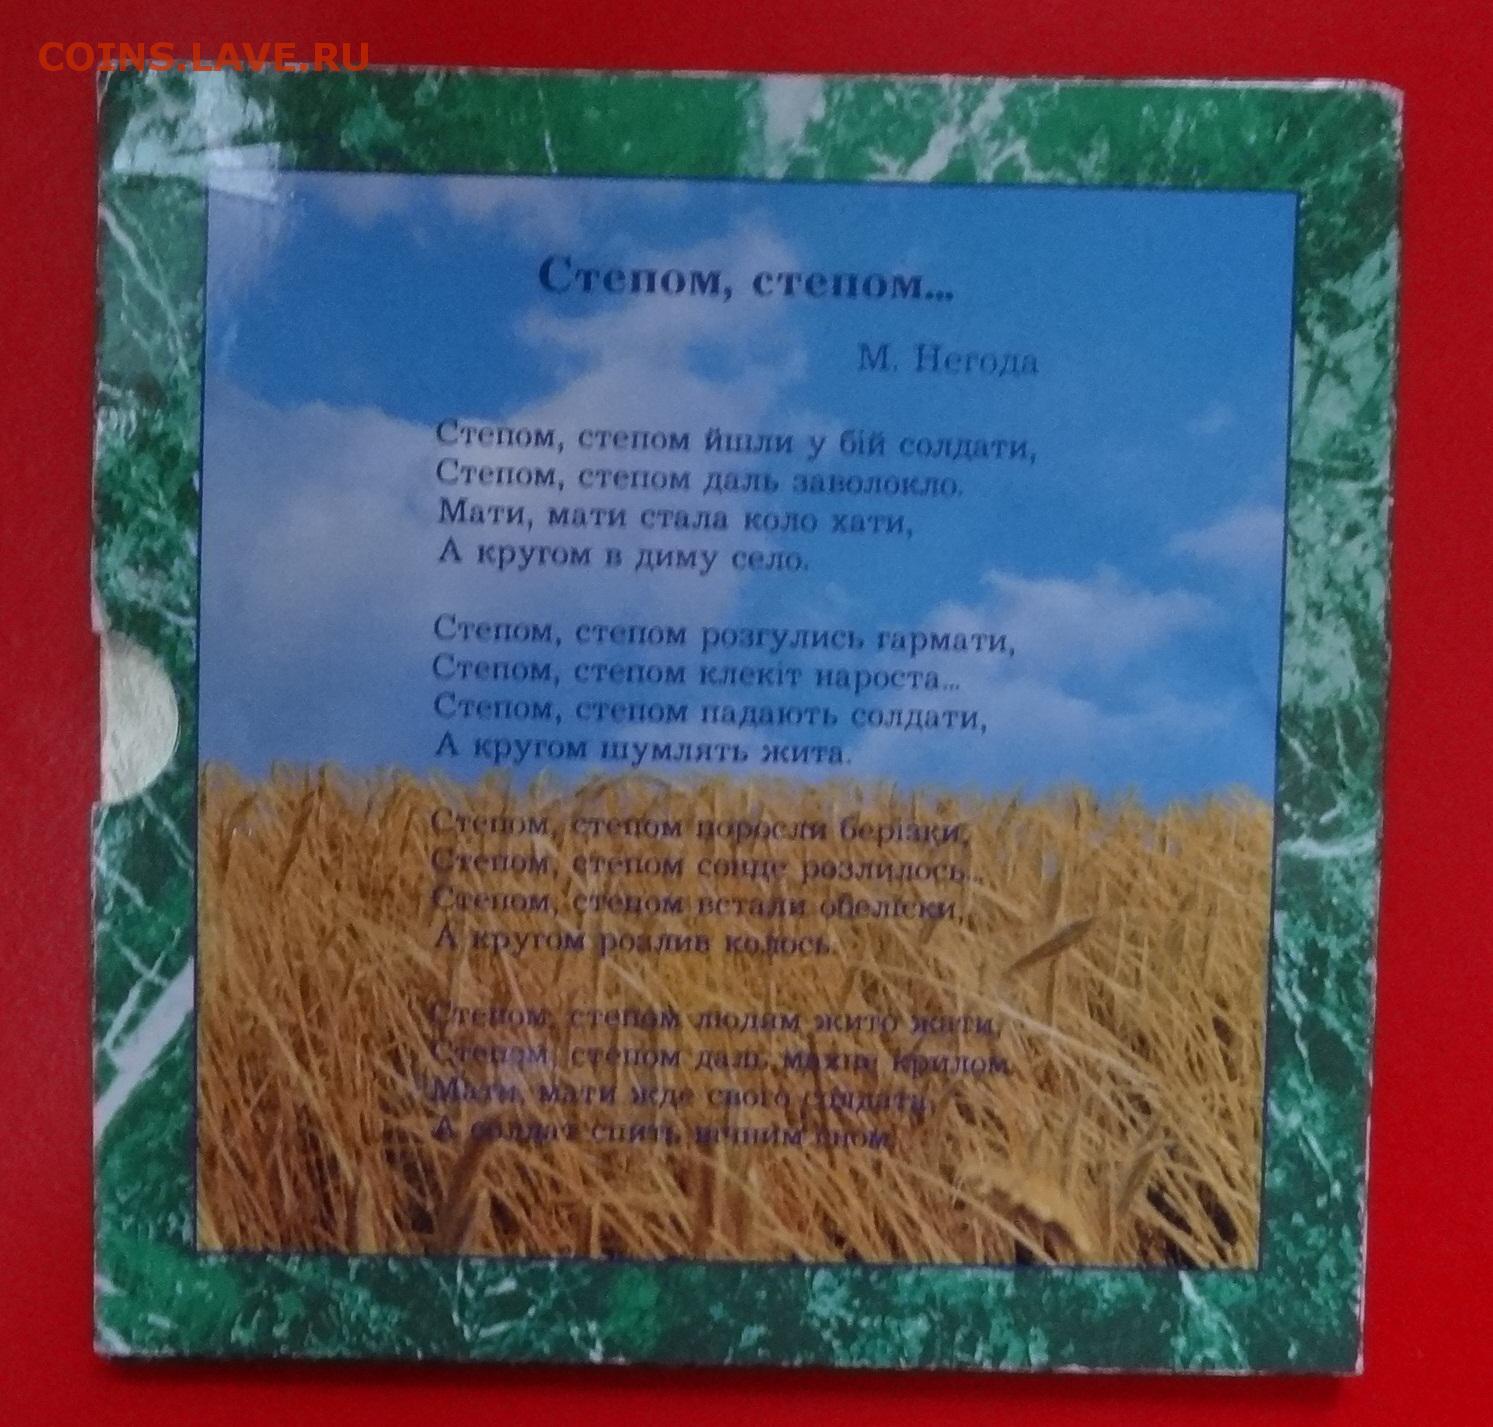 COINS.LAVE.RU
Степом, степом...
М. Негода
Степом, степом йшли у бій солдати,
Степом, степом даль заволокло.
Мати, мати стала коло хати,
А кругом в диму село.
Степом, степом розгулись гармати,
Степом, степом клекіт нароста...
Степом, степом падають солдати,
А кругом шумлять жита.
Степом, степом поросли берізки,
Степом, степом сонце розлилось...
Степом, степом встали обеліски,
А кругом розлив колось.
Степом, степом людям жито жати,
Степом, степом даль махне крилом.
Мати, мати жде свого солдата,
А солдат спить вічним сном.